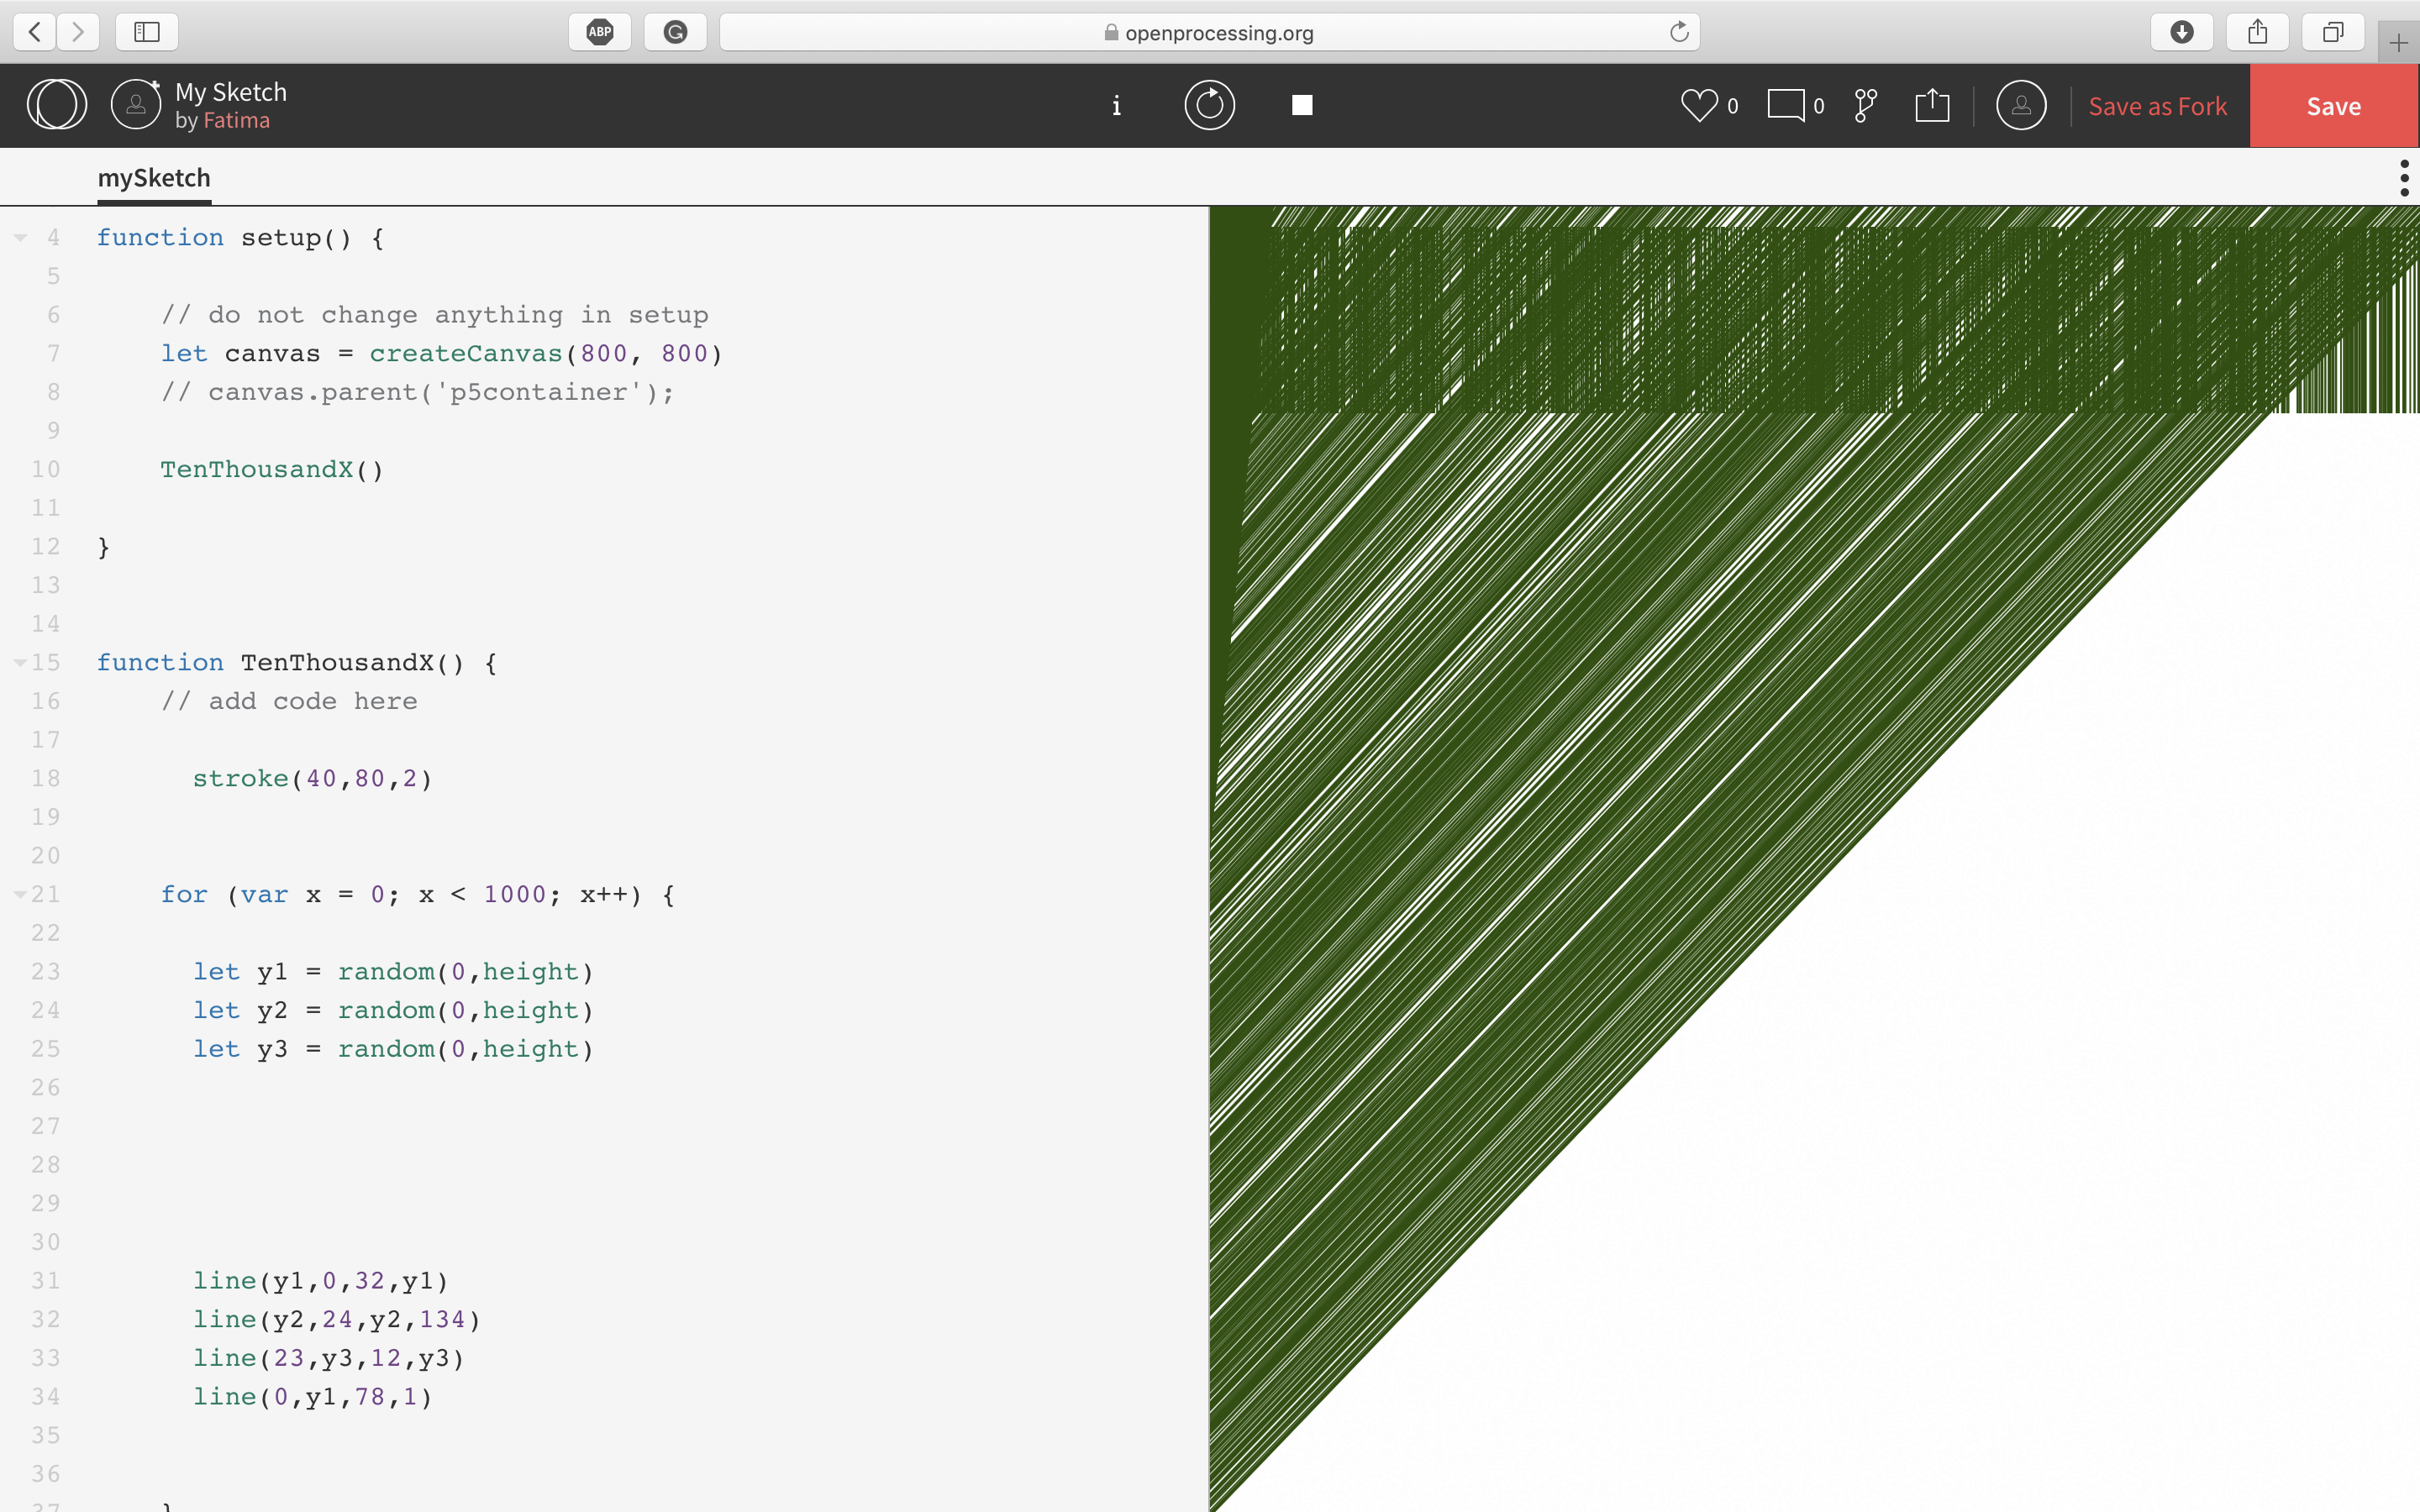 ABP
openprocessing.org
My Sketch
by Fatima
i
0
0
Save as Fork
Save
mySketch
4 function setup() {
5
6 // do not change anything in setup
7 let canvas = createCanvas(800, 800)
8 // canvas.parent('p5container');
9
10 TenThousandX()
11
12 }
13
14
15 function TenThousandX() {
16 // add code here
17
18 stroke(40,80,2)
19
20
21 for (var x = 0; x < 1000; x++) {
22
23 let y1 = random(0,height)
24 let y2 = random(0,height)
25 let y3 = random(0,height)
26
27
28
29
30
31 line(y1,0,32,y1)
32 line(y2,24,y2,134)
33 line(23,y3,12,y3)
34 line(0,y1,78,1)
35
36
37 }